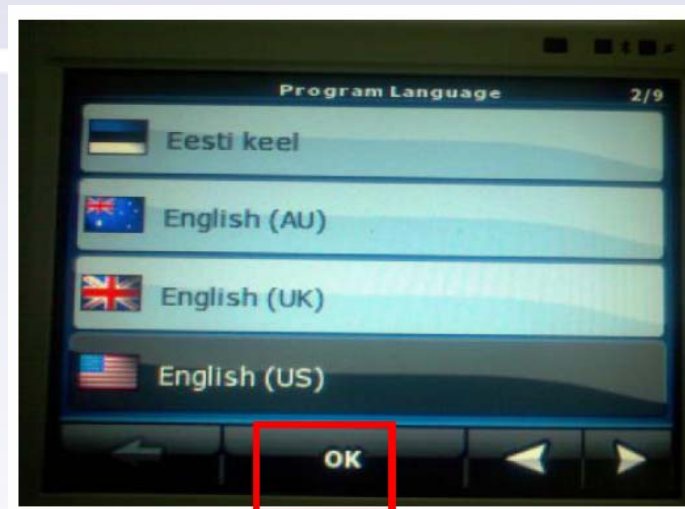 Program Language 2/9
Eesti keel
English (AU)
English (UK)
English (US)
OK